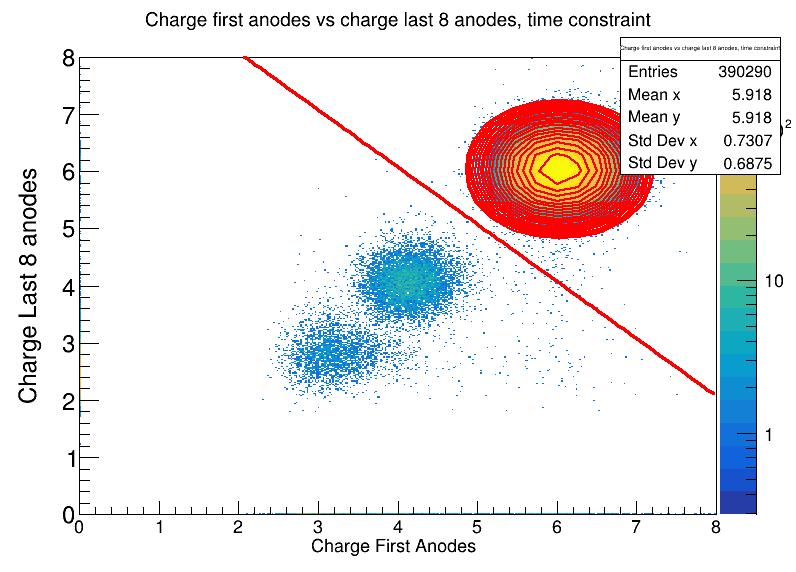 Charge first anodes vs charge last 8 anodes, time constraint
Charge first anodes vs charge last 8 anodes, time constraint
Entries 390290
Mean x 5.918
Mean y 5.918
Std Dev x 0.7307
Std Dev y 0.6875
8
7
6
5
4
3
2
1
0
Charge Last 8 anodes
0 1 2 3 4 5 6 7 8
Charge First Anodes
2
10
1